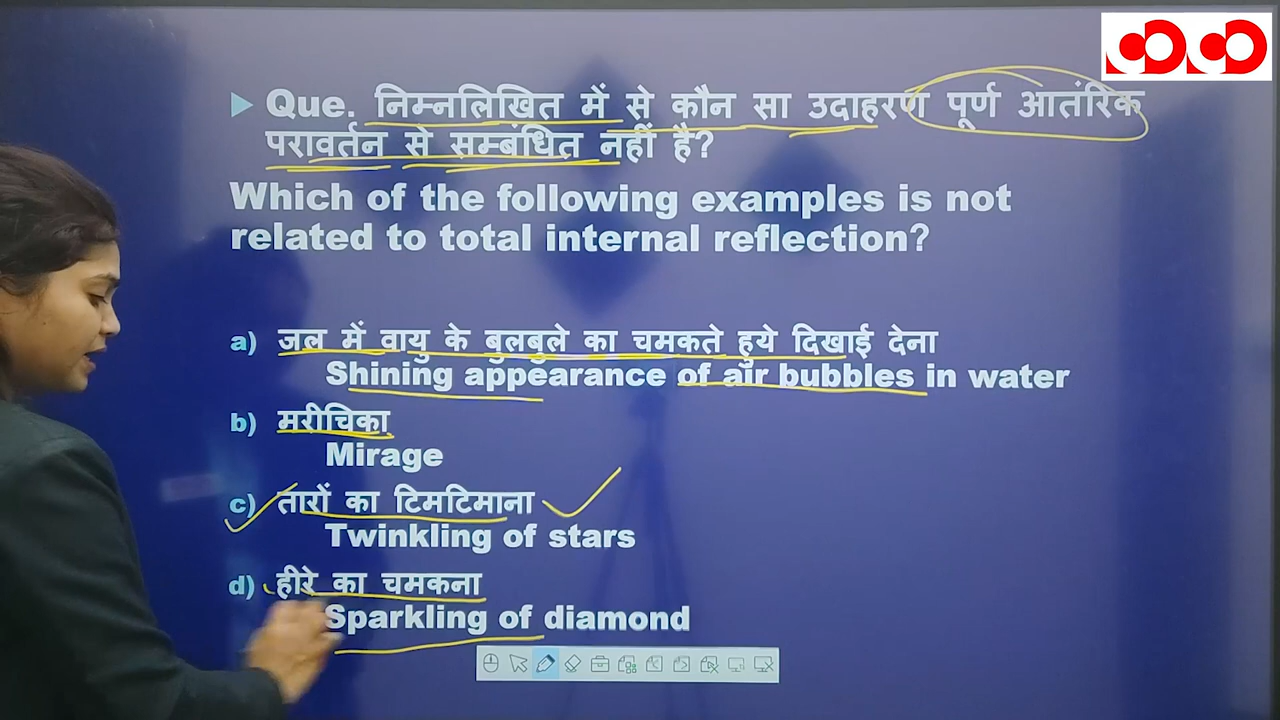 Que. निम्नलिखित में से कौन सा उदाहरण पूर्ण आतंरिक
परावर्तन से सम्बंधित नहीं है?
Which of the following examples is not
related to total internal reflection?
a) जल में वायु के बुलबुले का चमकते हुये दिखाई देना
Shining appearance of air bubbles in water
b) मरीचिका
Mirage
c) तारों का टिमटिमाना
Twinkling of stars
d) हीरे का चमकना
Sparkling of diamond